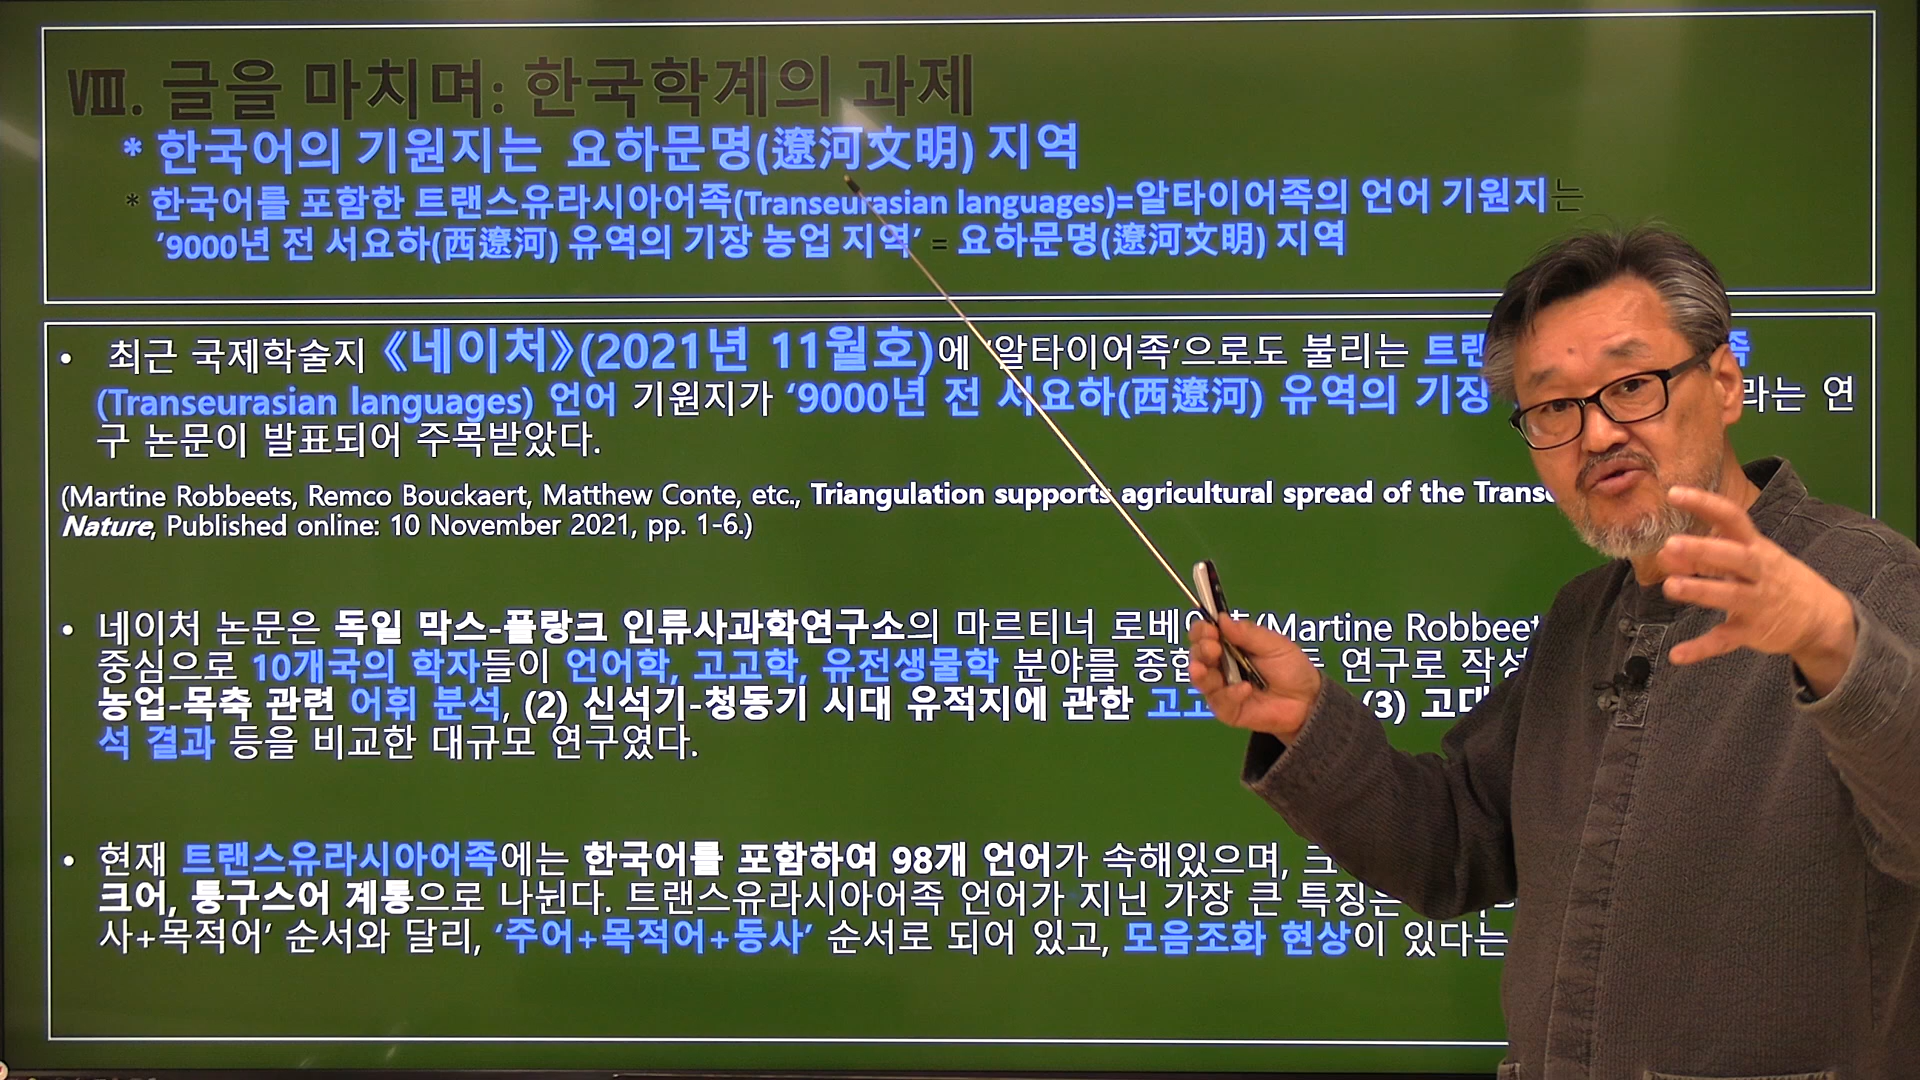 Ⅷ. 글을 마치며: 한국학계의 과제
* 한국어의 기원지는 요하문명(遼河文明) 지역
* 한국어를 포함한 트랜스유라시아어족(Transeurasian languages)=알타이어족의 언어 기원지는
‘9000년 전 서요하(西遼河) 유역의 기장 농업 지역’ = 요하문명(遼河文明) 지역
• 최근 국제학술지 《네이처》(2021년 11월호)에 ‘알타이어족’으로도 불리는 트랜 족
(Transeurasian languages) 언어 기원지가 ‘9000년 전 서요하(西遼河) 유역의 기장 라는 연
구 논문이 발표되어 주목받았다.
(Martine Robbeets, Remco Bouckaert, Matthew Conte, etc., Triangulation supports agricultural spread of the
Nature, Published online: 10 November 2021, pp. 1-6.)
• 네이처 논문은 독일 막스-플랑크 인류사과학연구소의 마르티너 (Martine
중심으로 10개국의 학자들이 언어학, 고고학, 유전생물학 분야를 연구로 작성
농업-목축 관련 어휘 분석, (2) 신석기-청동기 시대 유적지에 관한 (3) 고대
석 결과 등을 비교한 대규모 연구였다.
• 현재 트랜스유라시아어족에는 한국어를 포함하여 98개 언어가 속해있으며,
크어, 퉁구스어 계통으로 나뉜다. 트랜스유라시아어족 언어가 지닌 가장 큰 특징은
사+목적어’ 순서와 달리, ‘주어+목적어+동사’ 순서로 되어 있고, 모음조화 현상이 있다는